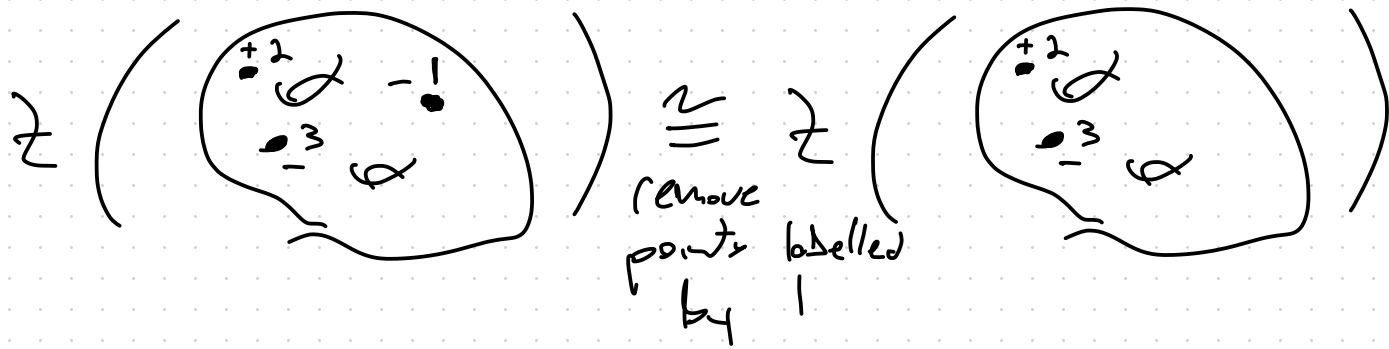 Z ( +2 -1 -3 ) ≅ Z ( +2 -3 )
remove
points labelled
by 1